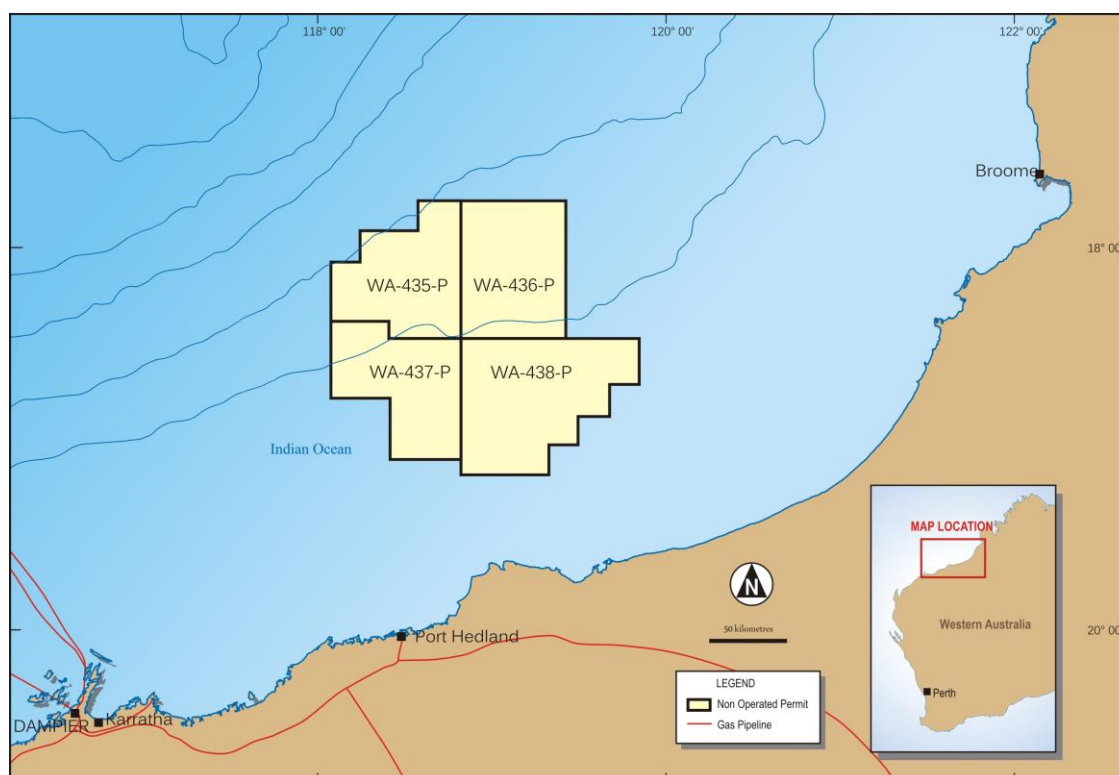 118° 00'
120° 00'
122° 00'
Broome
18° 00'
WA-435-P
WA-436-P
WA-437-P
WA-438-P
Indian Ocean
MAP LOCATION
N
50 kilometres
Western Australia
20° 00'
Port Hedland
LEGEND
Non Operated Permit
Gas Pipeline
Perth
DAMPIER
Karratha